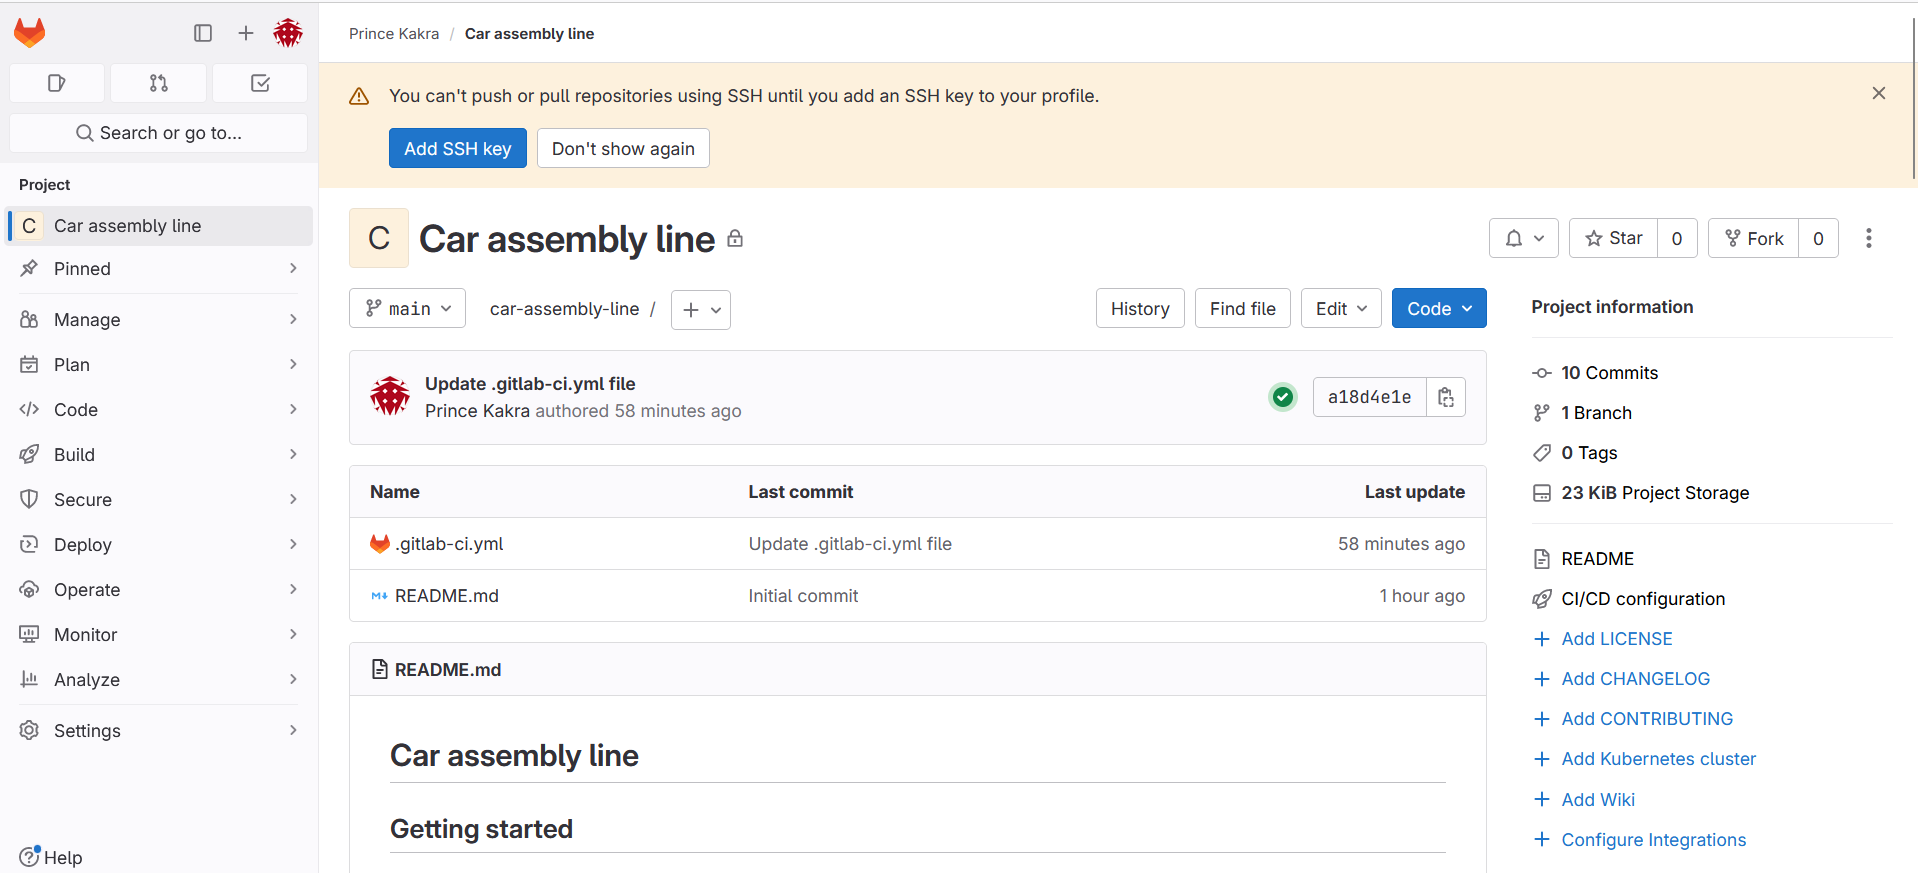 Prince Kakra / Car assembly line
Search or go to...
Project
C Car assembly line
Pinned
Manage
Plan
Code
Build
Secure
Deploy
Operate
Monitor
Analyze
Settings
Help
You can't push or pull repositories using SSH until you add an SSH key to your profile.
Add SSH key Don't show again
C Car assembly line
Star 0 Fork 0
main car-assembly-line / History Find file Edit Code
Update .gitlab-ci.yml file
Prince Kakra authored 58 minutes ago
a18d4e1e
Name Last commit Last update
.gitlab-ci.yml Update .gitlab-ci.yml file 58 minutes ago
README.md Initial commit 1 hour ago
README.md
Car assembly line
Getting started
Project information
10 Commits
1 Branch
0 Tags
23 KiB Project Storage
README
CI/CD configuration
Add LICENSE
Add CHANGELOG
Add CONTRIBUTING
Add Kubernetes cluster
Add Wiki
Configure Integrations